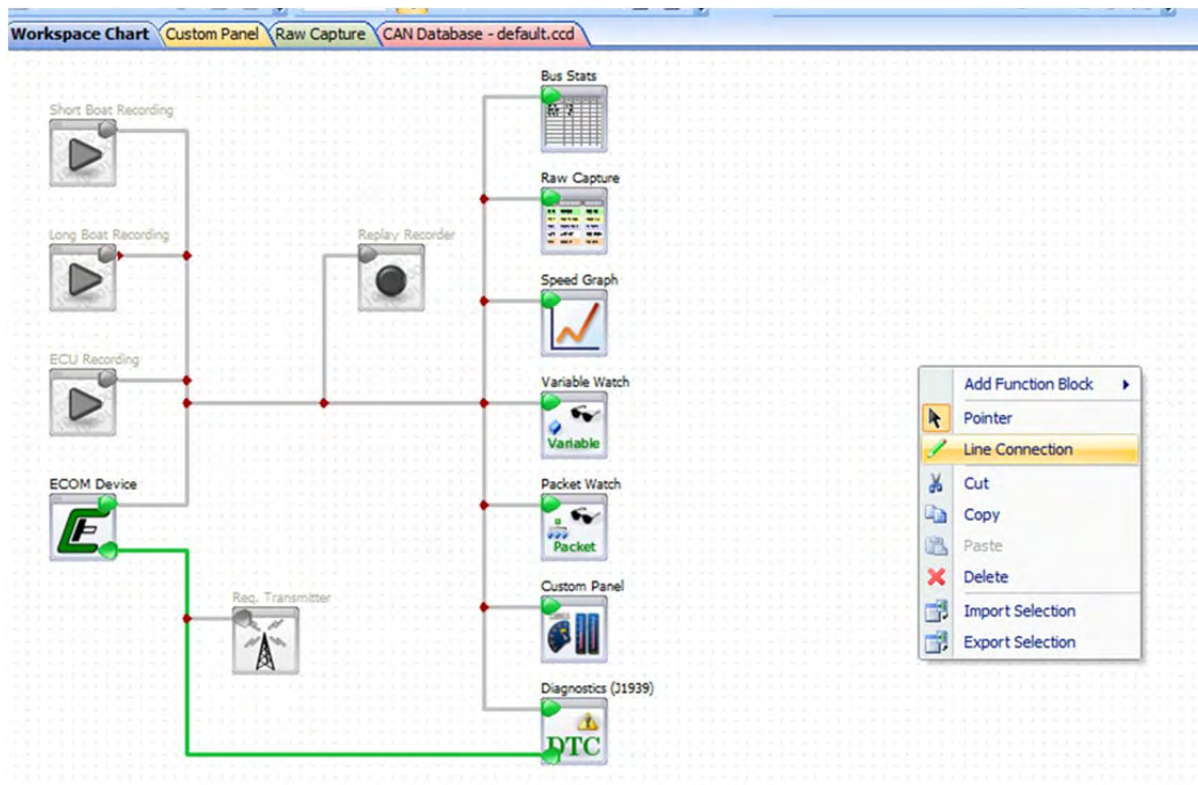 Workspace Chart Custom Panel Raw Capture CAN Database - default.ccd
Bus Stats
Short Boat Recording
Raw Capture
Long Boat Recording
Replay Recorder
Speed Graph
ECU Recording
Variable Watch
Variable
ECOM Device
Packet Watch
Packet
Req. Transmitter
Custom Panel
Diagnostics (J1939)
DTC
Add Function Block
Pointer
Line Connection
Cut
Copy
Paste
Delete
Import Selection
Export Selection